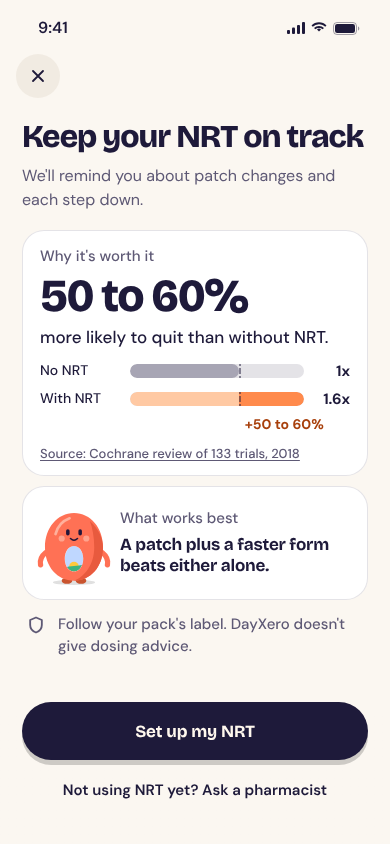 9:41
Keep your NRT on track
We'll remind you about patch changes and
each step down.
Why it's worth it
50 to 60%
more likely to quit than without NRT.
No NRT 1x
With NRT 1.6x
+50 to 60%
Source: Cochrane review of 133 trials, 2018
What works best
A patch plus a faster form
beats either alone.
Follow your pack's label. DayXero doesn't
give dosing advice.
Set up my NRT
Not using NRT yet? Ask a pharmacist